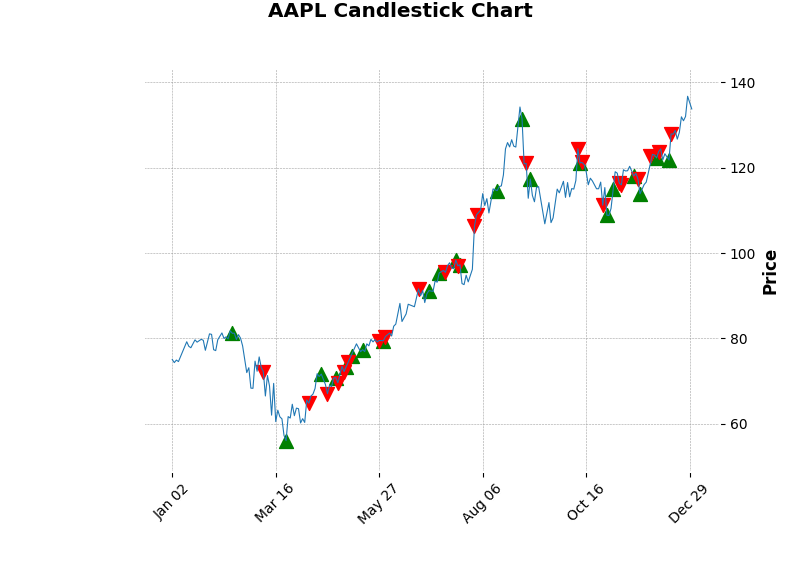 AAPL Candlestick Chart
140
120
100
80
60
Price
Jan 02
Mar 16
May 27
Aug 06
Oct 16
Dec 29